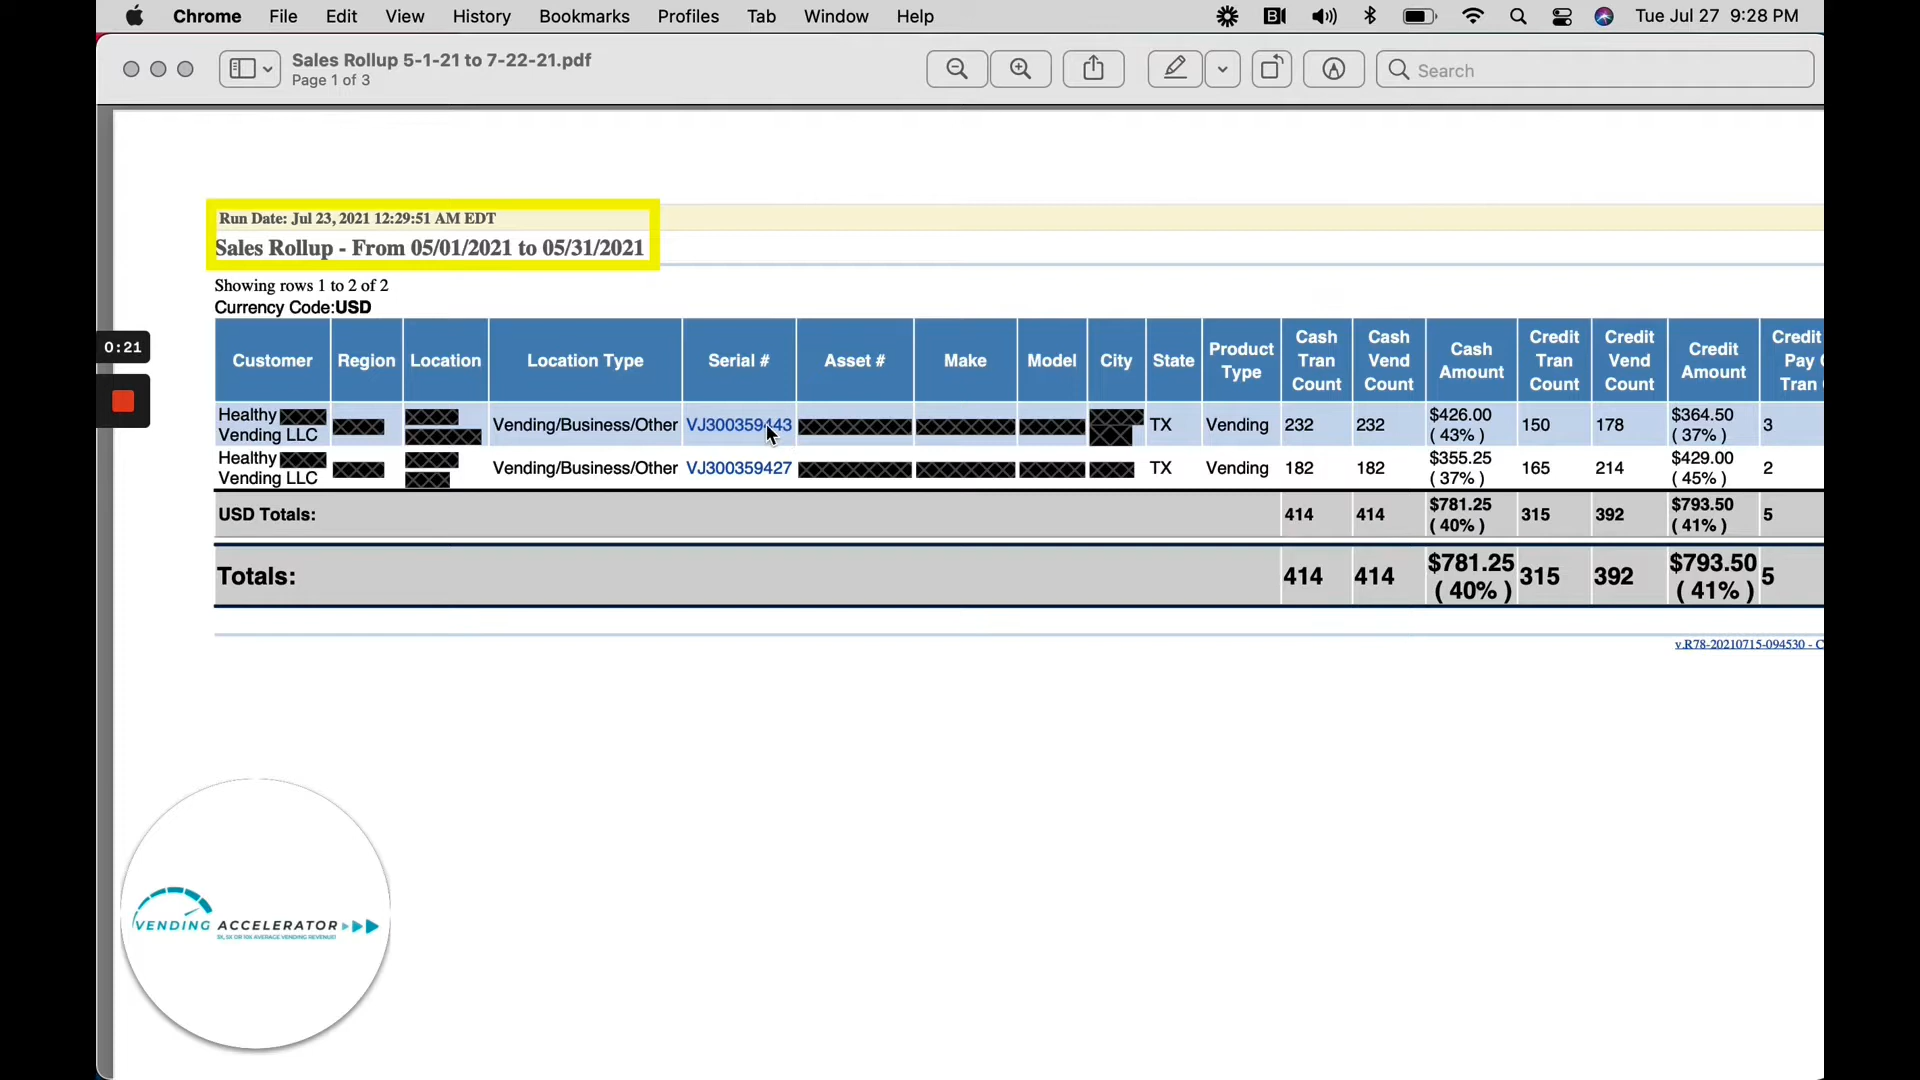 Chrome File Edit View History Bookmarks Profiles Tab Window Help Tue Jul 27 9:28 PM
Sales Rollup 5-1-21 to 7-22-21.pdf
Page 1 of 3
Search
Run Date: Jul 23, 2021 12:29:51 AM EDT
Sales Rollup - From 05/01/2021 to 05/31/2021
Showing rows 1 to 2 of 2
Currency Code:USD
0:21
Customer Region Location Location Type Serial # Asset # Make Model City State Product Type Cash Tran Count Cash Vend Count Cash Amount Credit Tran Count Credit Vend Count Credit Amount Credit Pay Tran
Healthy Vending LLC Vending/Business/Other VJ300359443 TX Vending 232 232 $426.00 ( 43% ) 150 178 $364.50 ( 37% ) 3
Healthy Vending LLC Vending/Business/Other VJ300359427 TX Vending 182 182 $355.25 ( 37% ) 165 214 $429.00 ( 45% ) 2
USD Totals: 414 414 $781.25 ( 40% ) 315 392 $793.50 ( 41% ) 5
Totals: 414 414 $781.25 ( 40% ) 315 392 $793.50 ( 41% ) 5
v.R78-20210715-094530 - C
VENDING ACCELERATOR